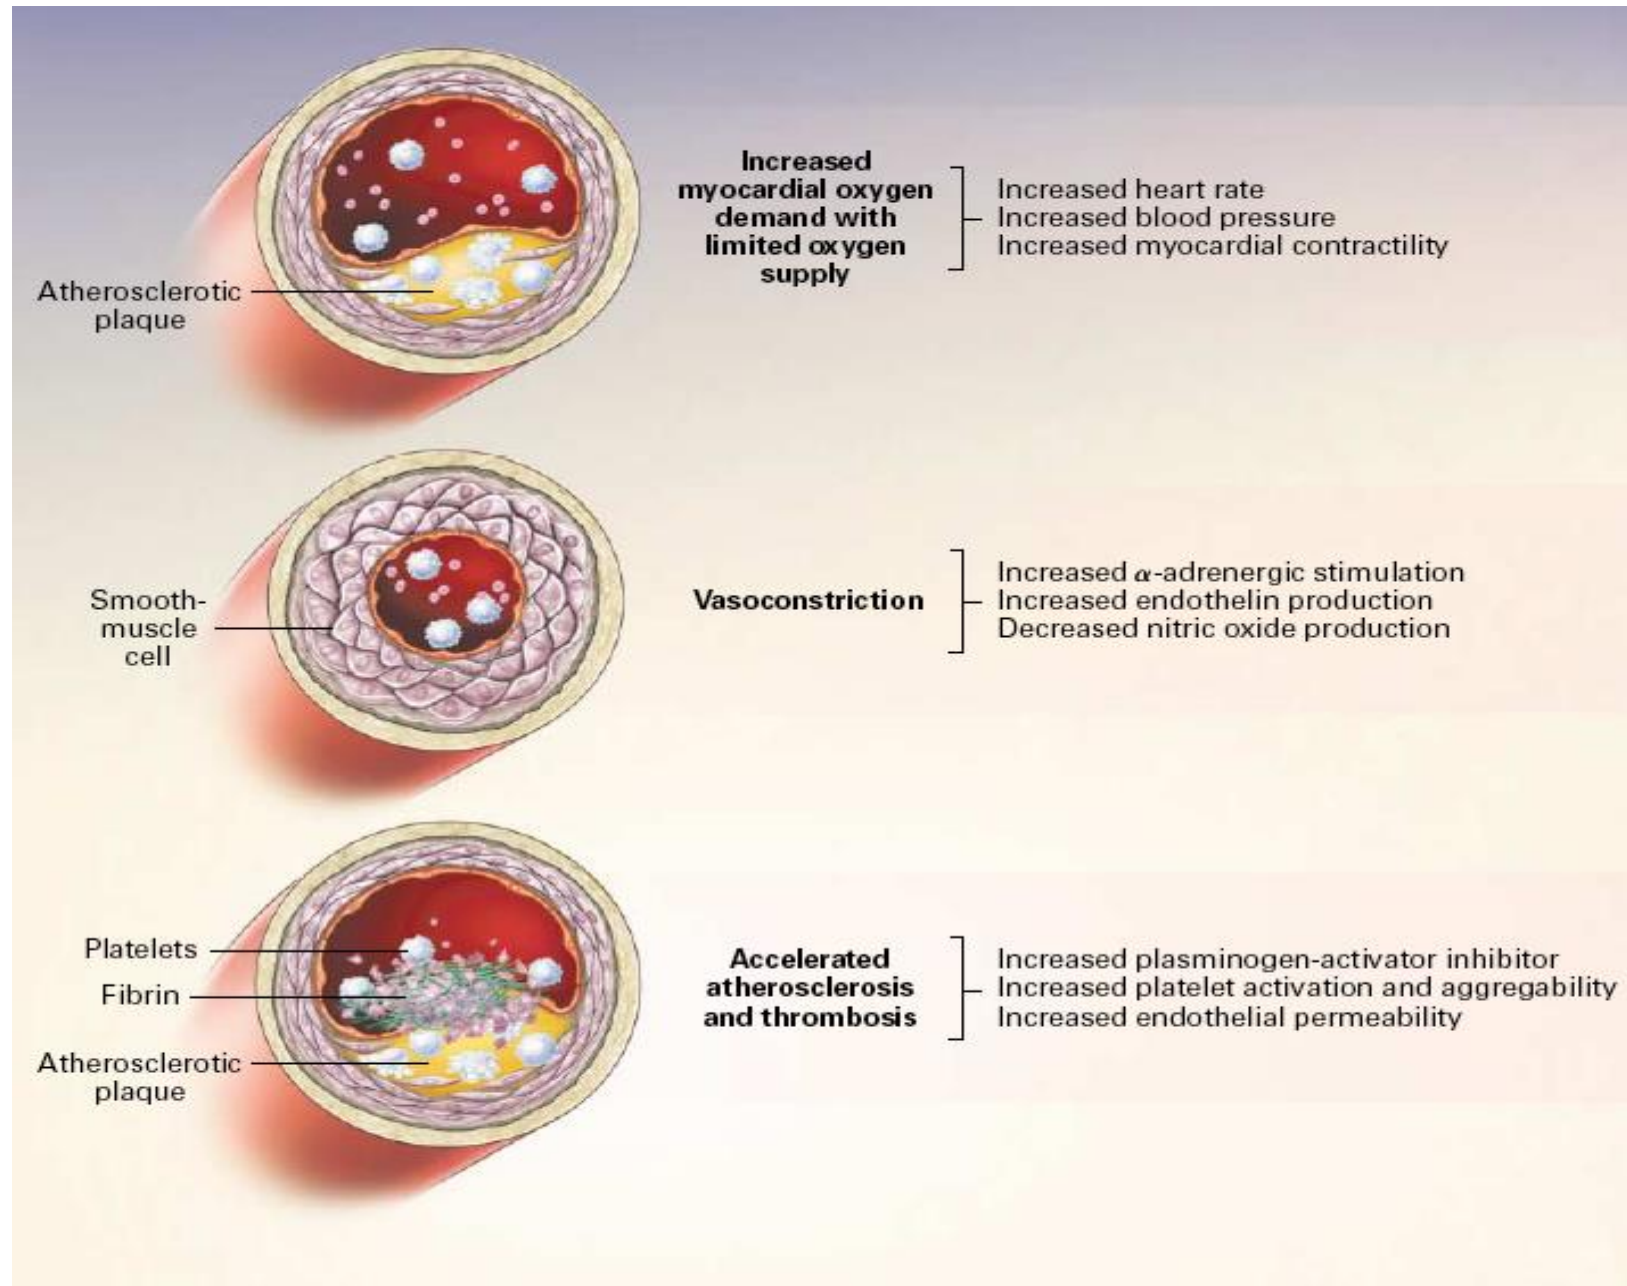 Atherosclerotic
plaque
Increased
myocardial oxygen
demand with
limited oxygen
supply
Increased heart rate
Increased blood pressure
Increased myocardial contractility
Smooth-
muscle
cell
Vasoconstriction
Increased α-adrenergic stimulation
Increased endothelin production
Decreased nitric oxide production
Platelets
Fibrin
Atherosclerotic
plaque
Accelerated
atherosclerosis
and thrombosis
Increased plasminogen-activator inhibitor
Increased platelet activation and aggregability
Increased endothelial permeability